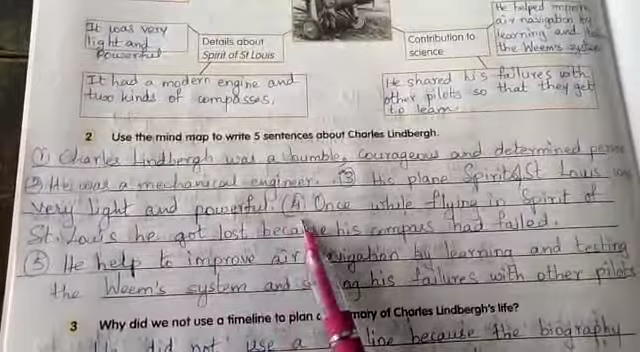 It was very
light and
powerful
Details about
Spirit of St Louis
Contribution to
science
He helped improve
air navigation by
learning and
the Weem's system
It had a modern engine and
two kinds of compasses.
He shared his failures with
other pilots so that they get
to learn.
2 Use the mind map to write 5 sentences about Charles Lindbergh.
(1) Charles Lindbergh was a humble, courageous and determined
(2) He was a mechanical engineer. (3) His plane Spirit of St Louis was
very light and powerful. (4) Once while flying in Spirit of
St. Louis he got lost because his compass had failed.
(5) He help to improve air navigation by learning and testing
the Weem's system and his failures with other pilots
3 Why did we not use a timeline to plan a of Charles Lindbergh's life?
did not use a line because the biography